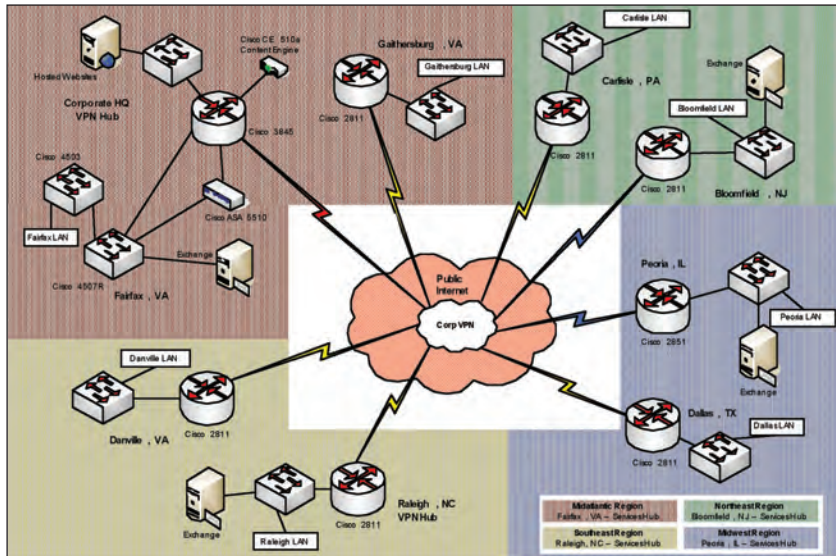 Hosted Websites
Cisco CE 510a
Content Engine
Corporate HQ
VPN Hub
Cisco 3845
Cisco 4503
Fairfax LAN
Cisco ASA 5510
Exchange
Cisco 4507R
Fairfax , VA
Gaithersburg , VA
Gaithersburg LAN
Cisco 2811
Carlisle LAN
Carlisle , PA
Cisco 2811
Exchange
Bloomfield LAN
Cisco 2811
Bloomfield , NJ
Public
Internet
Corp VPN
Peoria , IL
Cisco 2851
Peoria LAN
Exchange
Danville LAN
Danville , VA
Cisco 2811
Dallas , TX
Dallas LAN
Cisco 2811
Exchange
Raleigh LAN
Cisco 2811
Raleigh , NC
VPN Hub
Midatlantic Region
Fairfax , VA – ServicesHub
Northeast Region
Bloomfield , NJ – ServicesHub
Southeast Region
Raleigh, NC – ServicesHub
Midwest Region
Peoria , IL – ServicesHub